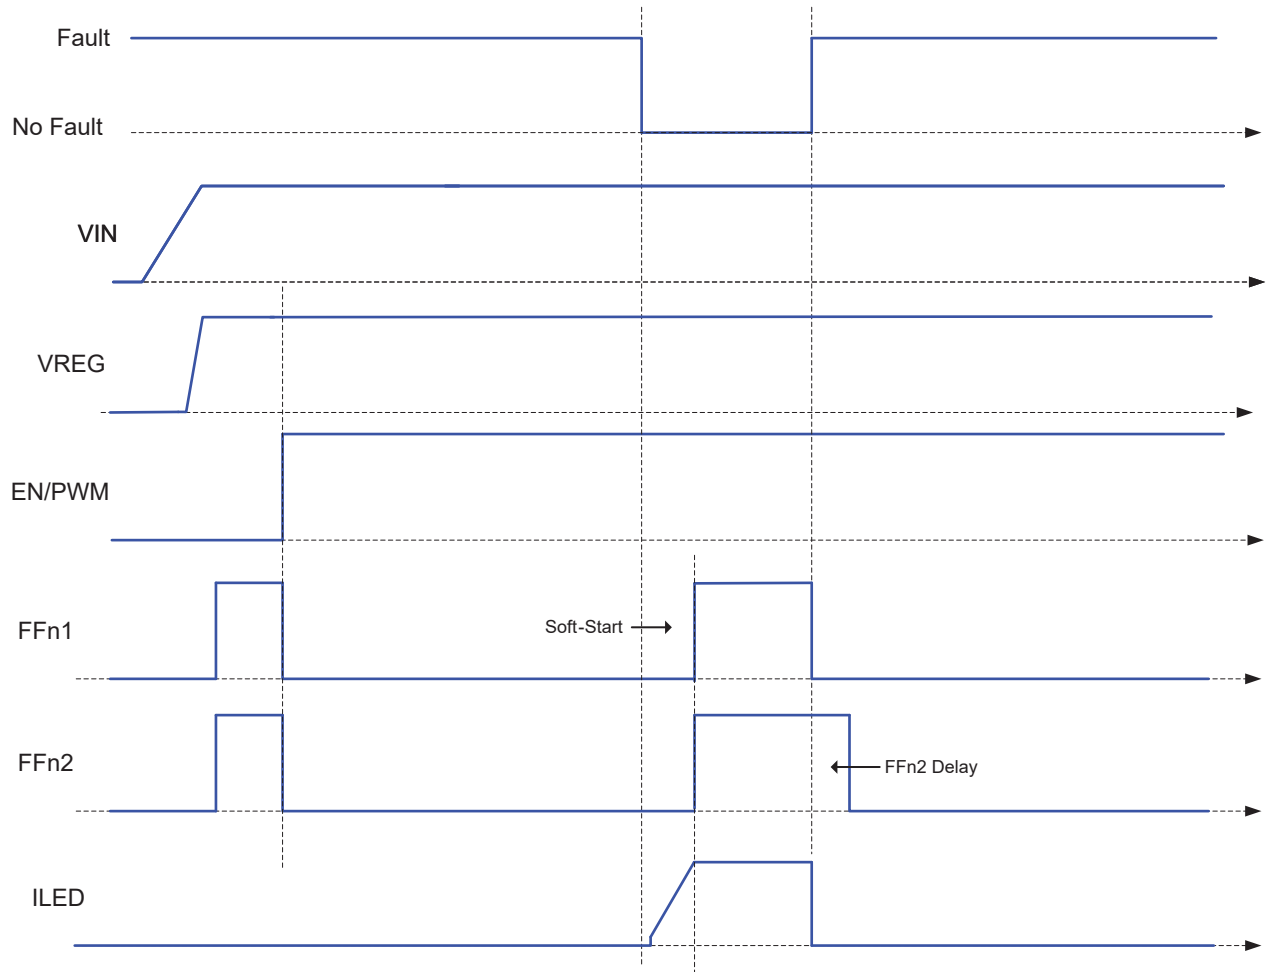 Fault
No Fault
VIN
VREG
EN/PWM
FFn1
Soft-Start
FFn2
FFn2 Delay
ILED